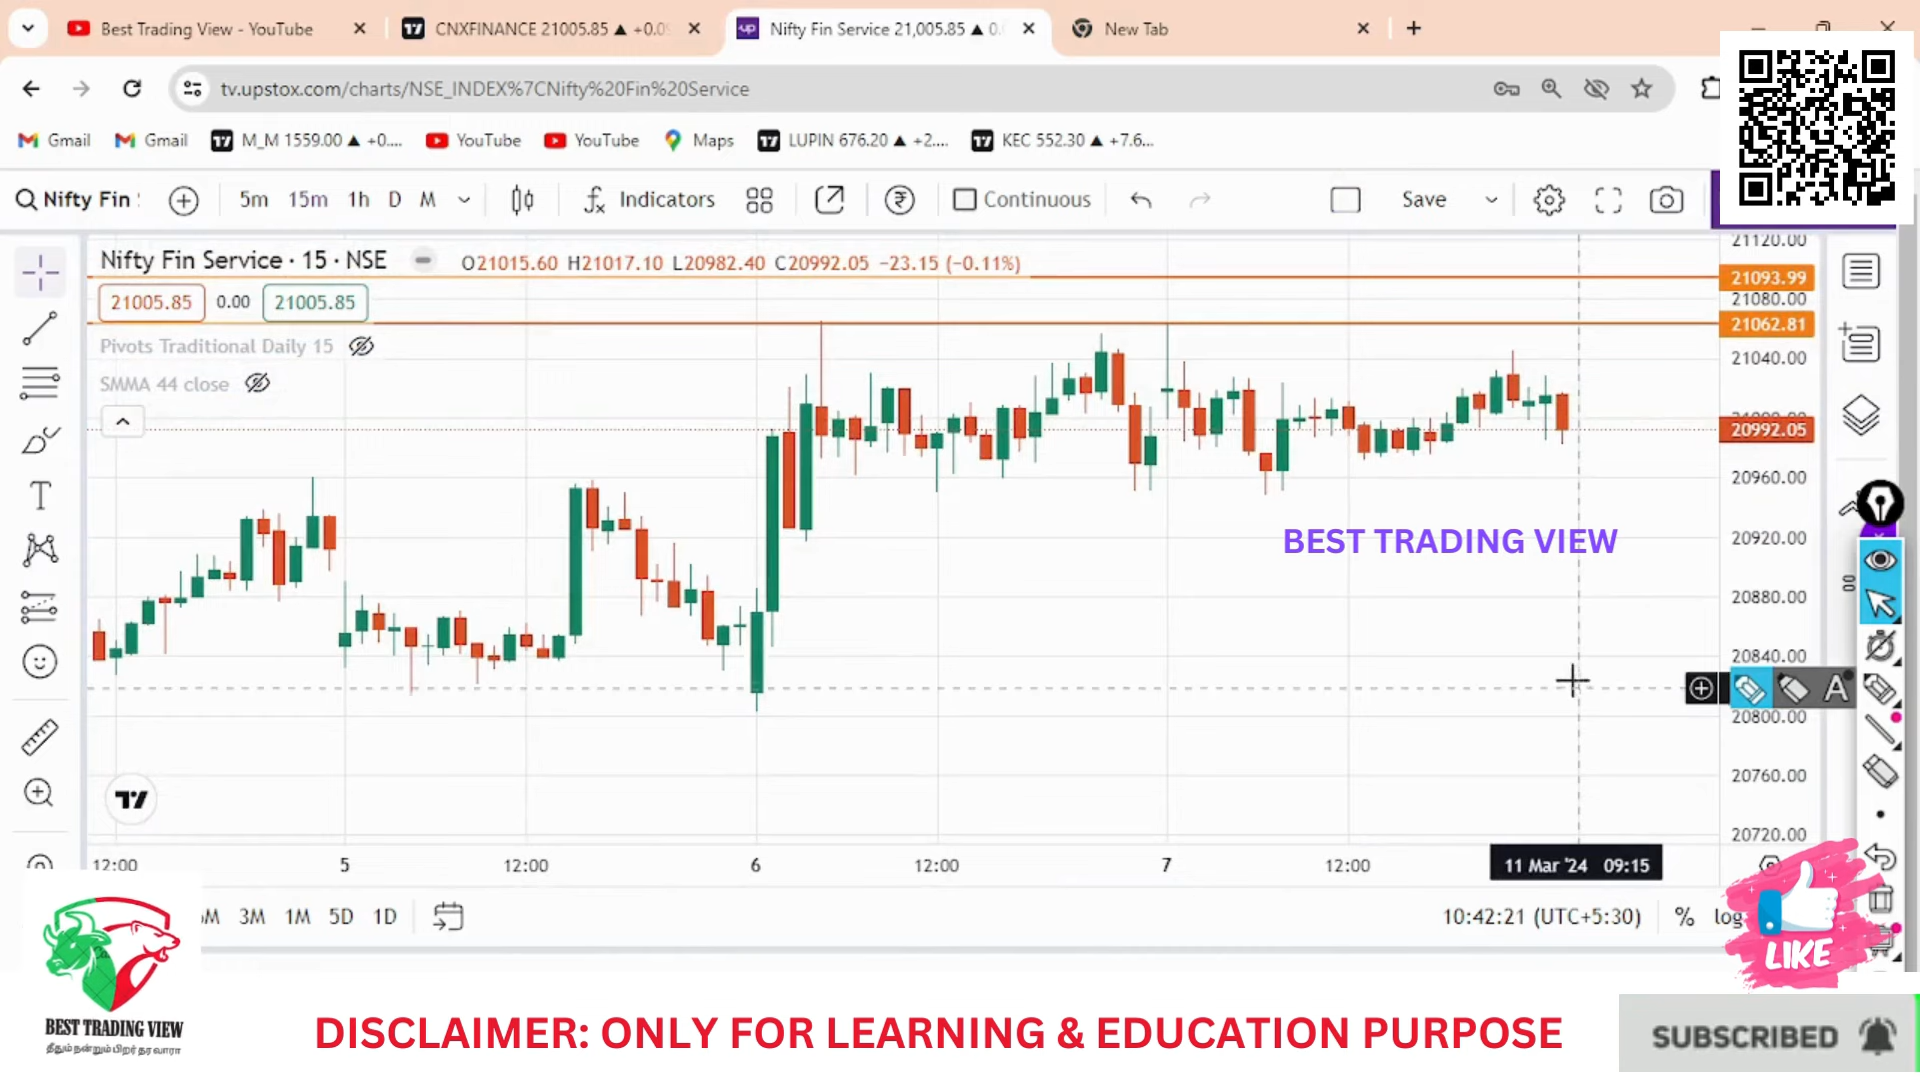 Best Trading View - YouTube
CNXFINANCE 21005.85 ▲ +0.0
Nifty Fin Service 21,005.85 ▲ 0.
New Tab
tv.upstox.com/charts/NSE_INDEX%7CNifty%20Fin%20Service
Gmail
Gmail
M_M 1559.00 ▲ +0....
YouTube
YouTube
Maps
LUPIN 676.20 ▲ +2....
KEC 552.30 ▲ +7.6...
Nifty Fin
5m 15m 1h D M
Indicators
Continuous
Save
Nifty Fin Service · 15 · NSE
O21015.60 H21017.10 L20982.40 C20992.05 −23.15 (−0.11%)
21005.85 0.00 21005.85
Pivots Traditional Daily 15
SMMA 44 close
21120.00
21093.99
21080.00
21062.81
21040.00
20992.05
20960.00
20920.00
20880.00
20840.00
20800.00
20760.00
20720.00
BEST TRADING VIEW
A
12:00 5 12:00 6 12:00 7 12:00 11 Mar '24 09:15
3M 1M 5D 1D
10:42:21 (UTC+5:30) % log
LIKE
BEST TRADING VIEW
தீதும் நன்றும் பிறர் தர வாரா
DISCLAIMER: ONLY FOR LEARNING & EDUCATION PURPOSE
SUBSCRIBED